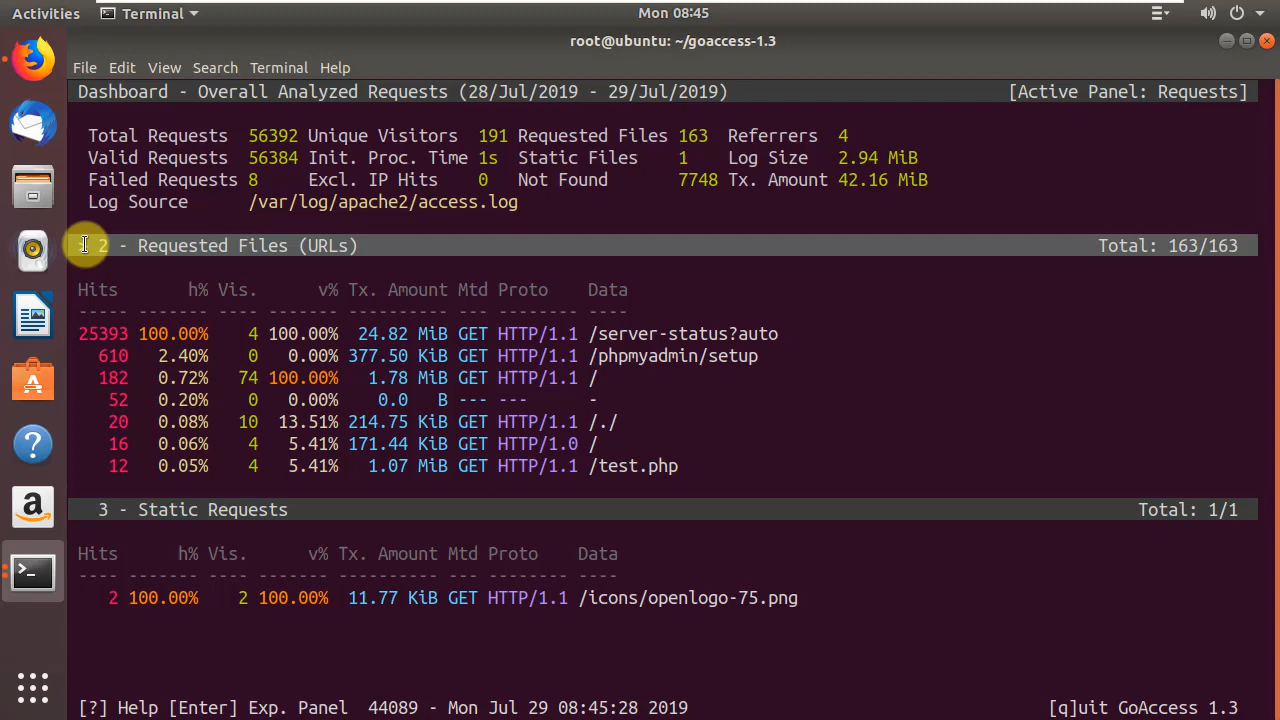 Activities Terminal Mon 08:45
root@ubuntu: ~/goaccess-1.3
File Edit View Search Terminal Help
Dashboard - Overall Analyzed Requests (28/Jul/2019 - 29/Jul/2019) [Active Panel: Requests]
Total Requests 56392 Unique Visitors 191 Requested Files 163 Referrers 4
Valid Requests 56384 Init. Proc. Time 1s Static Files 1 Log Size 2.94 MiB
Failed Requests 8 Excl. IP Hits 0 Not Found 7748 Tx. Amount 42.16 MiB
Log Source /var/log/apache2/access.log
> 2 - Requested Files (URLs) Total: 163/163
Hits h% Vis. v% Tx. Amount Mtd Proto Data
----- ------- ---- ------- ---------- --- -------- ----
25393 100.00% 4 100.00% 24.82 MiB GET HTTP/1.1 /server-status?auto
610 2.40% 0 0.00% 377.50 KiB GET HTTP/1.1 /phpmyadmin/setup
182 0.72% 74 100.00% 1.78 MiB GET HTTP/1.1 /
52 0.20% 0 0.00% 0.0 B --- --- -
20 0.08% 10 13.51% 214.75 KiB GET HTTP/1.1 /./
16 0.06% 4 5.41% 171.44 KiB GET HTTP/1.0 /
12 0.05% 4 5.41% 1.07 MiB GET HTTP/1.1 /test.php
3 - Static Requests Total: 1/1
Hits h% Vis. v% Tx. Amount Mtd Proto Data
---- ------- ---- ------- ---------- --- -------- ----
2 100.00% 2 100.00% 11.77 KiB GET HTTP/1.1 /icons/openlogo-75.png
[?] Help [Enter] Exp. Panel 44089 - Mon Jul 29 08:45:28 2019 [q]uit GoAccess 1.3